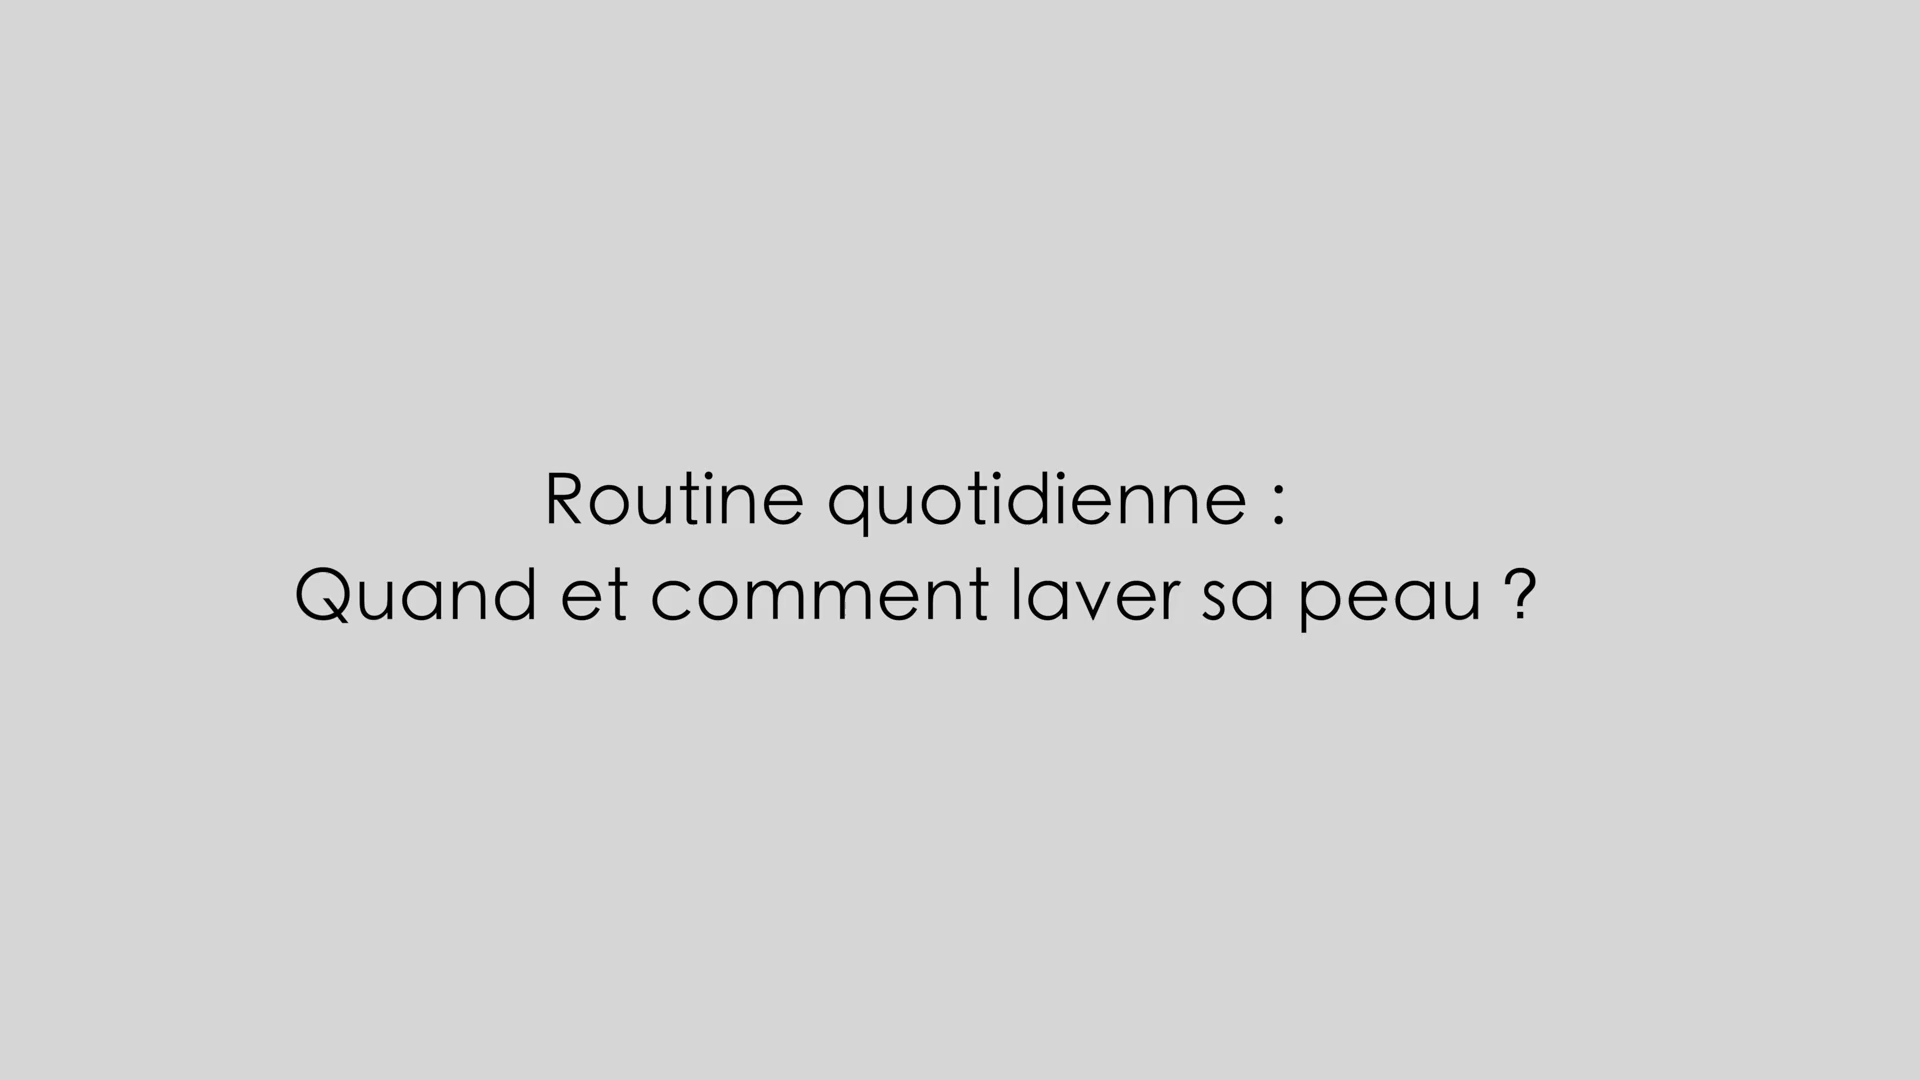 Routine quotidienne :
Quand et comment laver sa peau ?